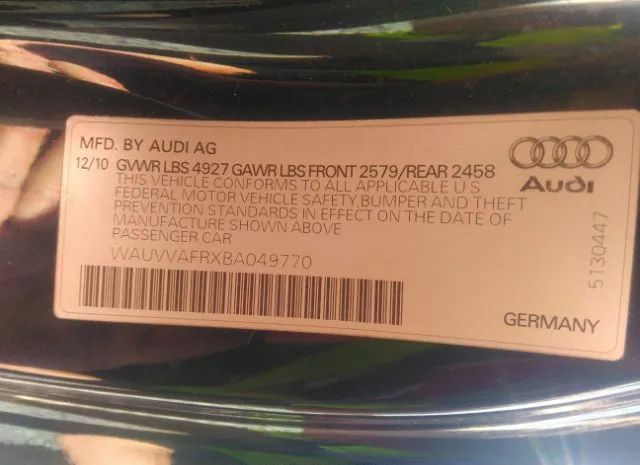 MFD. BY AUDI AG
12/10 GVWR LBS 4927 GAWR LBS FRONT 2579/REAR 2458
THIS VEHICLE CONFORMS TO ALL APPLICABLE U S
FEDERAL MOTOR VEHICLE SAFETY,BUMPER AND THEFT
PREVENTION STANDARDS IN EFFECT ON THE DATE OF
MANUFACTURE SHOWN ABOVE
PASSENGER CAR
WAUVVAFRXBA049770
Audi
5130447
GERMANY